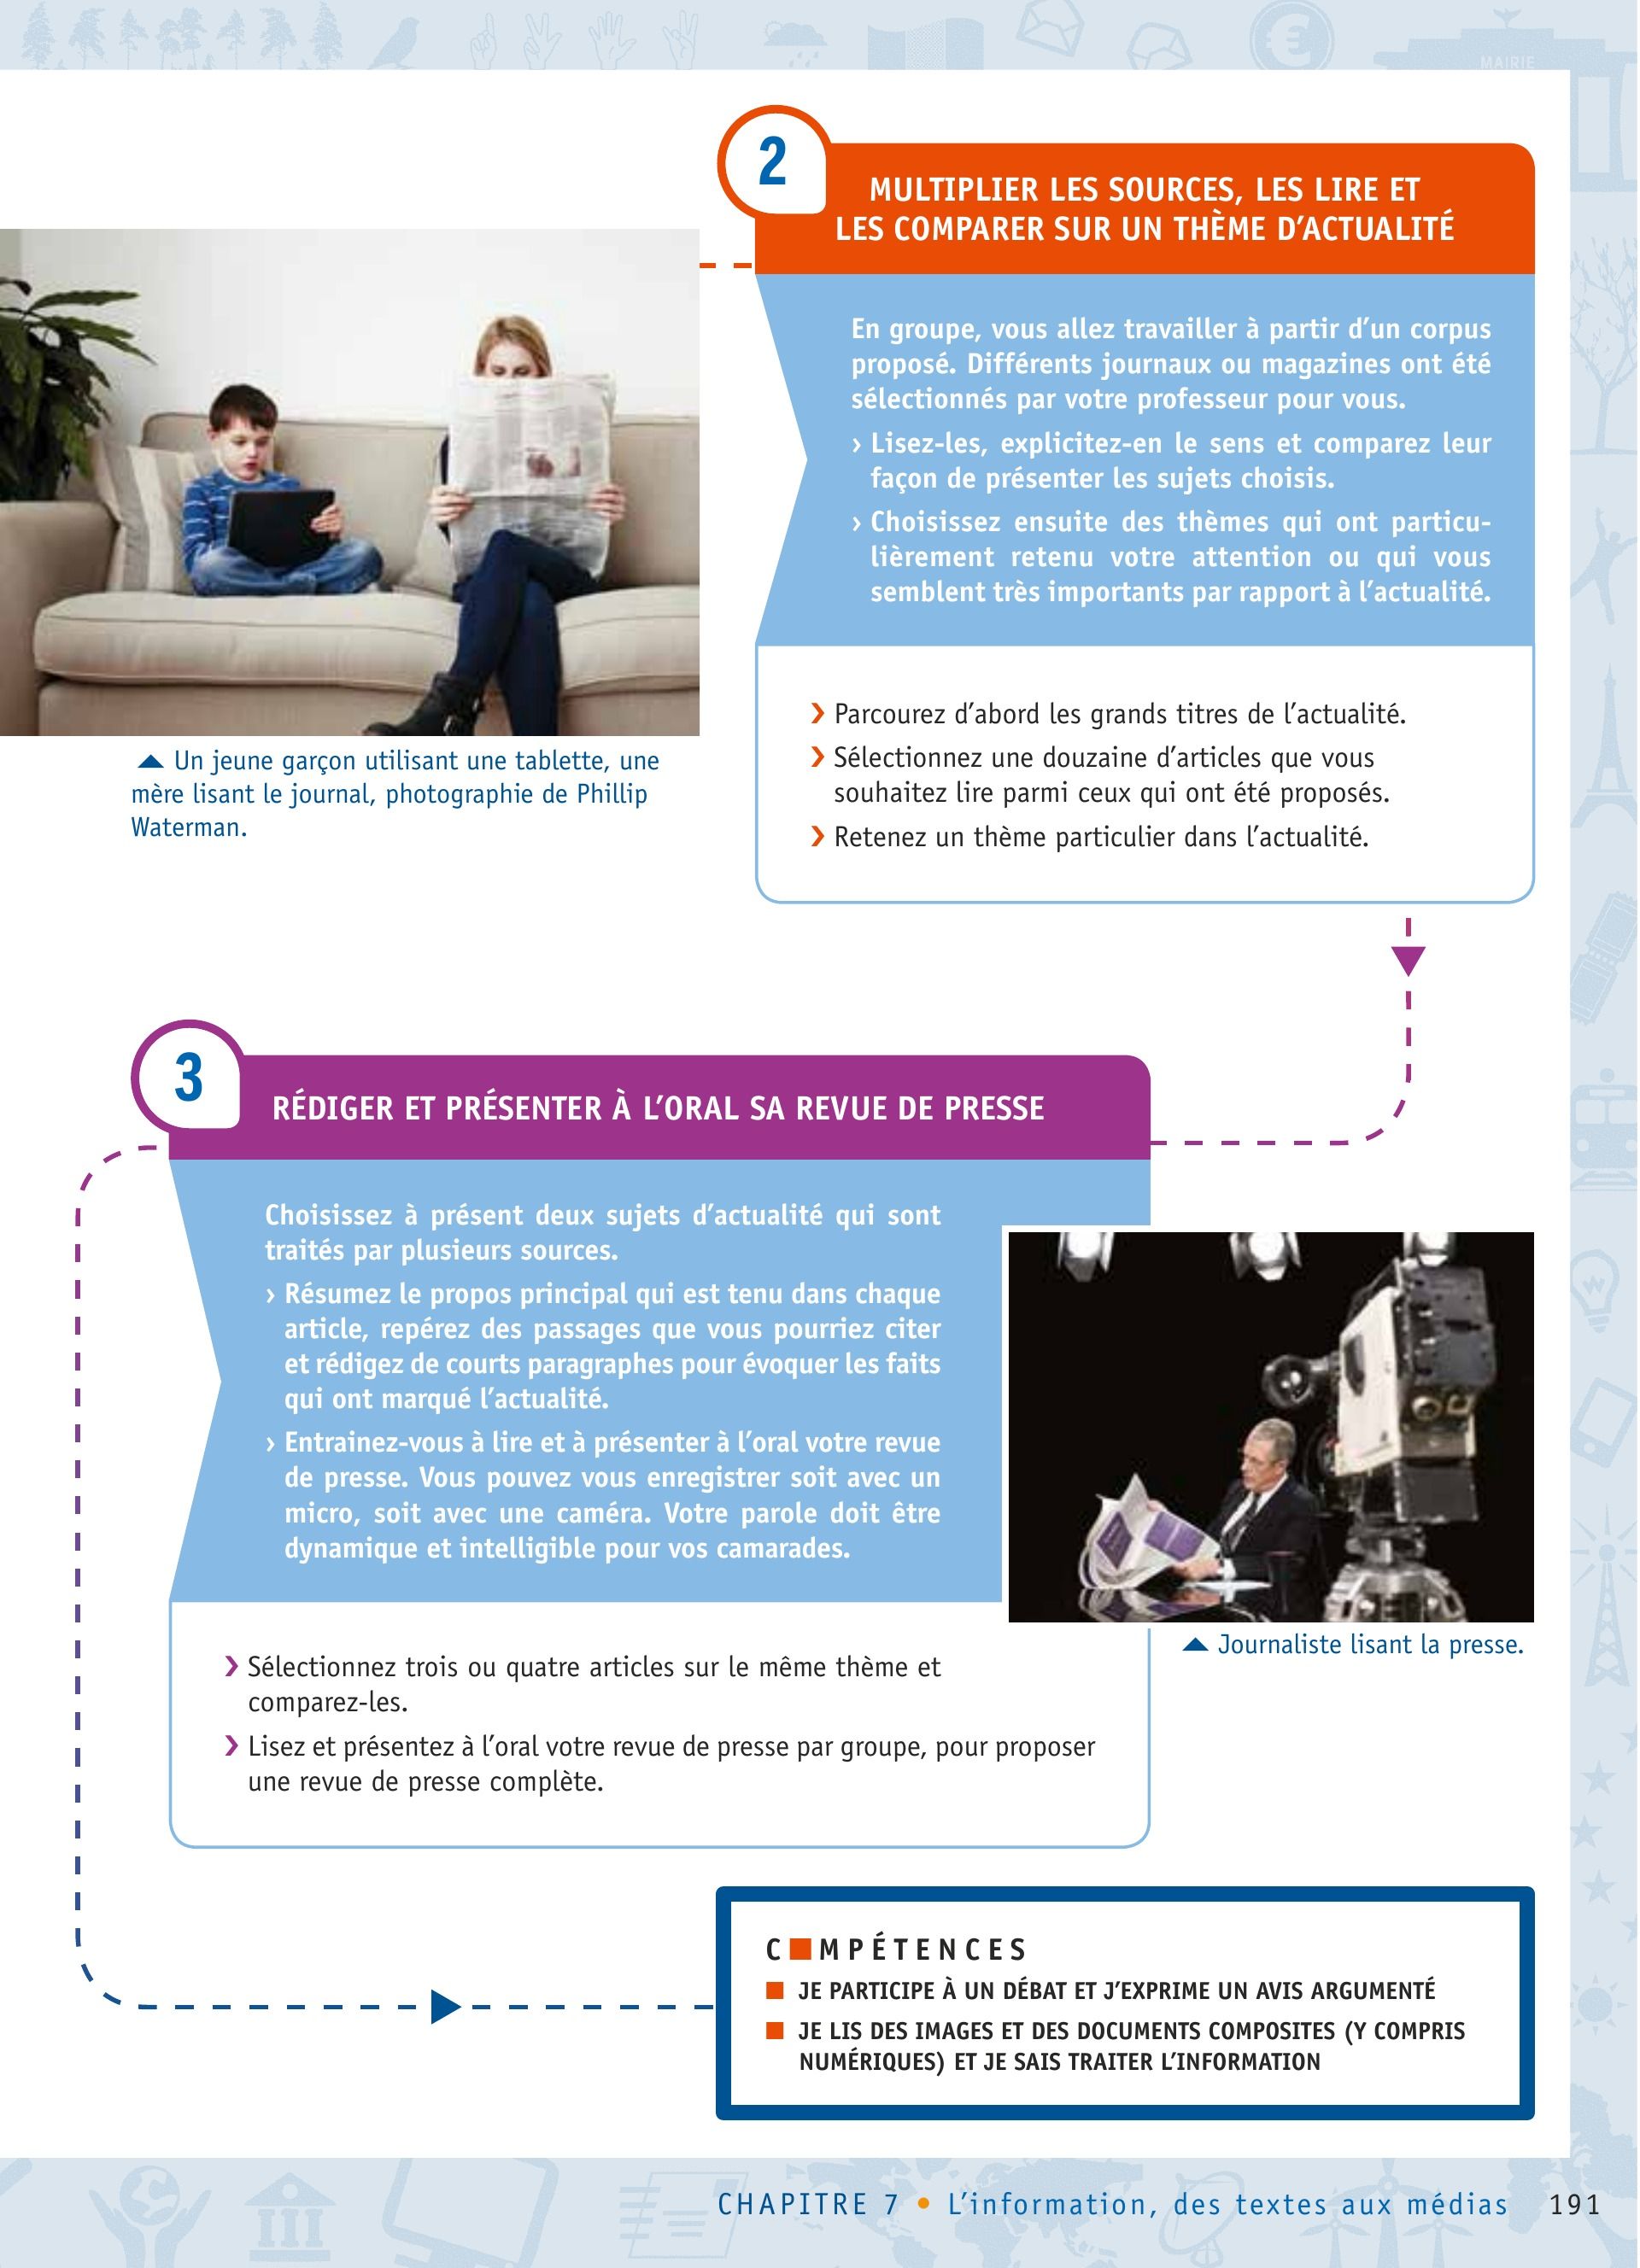 MAIRIE
2
MULTIPLIER LES SOURCES, LES LIRE ET
LES COMPARER SUR UN THÈME D'ACTUALITÉ
En groupe, vous allez travailler à partir d'un corpus
proposé. Différents journaux ou magazines ont été
sélectionnés par votre professeur pour vous.
› Lisez-les, explicitez-en le sens et comparez leur
façon de présenter les sujets choisis.
› Choisissez ensuite des thèmes qui ont particu-
lièrement retenu votre attention ou qui vous
semblent très importants par rapport à l'actualité.
❯ Parcourez d'abord les grands titres de l'actualité.
❯ Sélectionnez une douzaine d'articles que vous
souhaitez lire parmi ceux qui ont été proposés.
❯ Retenez un thème particulier dans l'actualité.
▲ Un jeune garçon utilisant une tablette, une
mère lisant le journal, photographie de Phillip
Waterman.
3
RÉDIGER ET PRÉSENTER À L'ORAL SA REVUE DE PRESSE
Choisissez à présent deux sujets d'actualité qui sont
traités par plusieurs sources.
› Résumez le propos principal qui est tenu dans chaque
article, repérez des passages que vous pourriez citer
et rédigez de courts paragraphes pour évoquer les faits
qui ont marqué l'actualité.
› Entrainez-vous à lire et à présenter à l'oral votre revue
de presse. Vous pouvez vous enregistrer soit avec un
micro, soit avec une caméra. Votre parole doit être
dynamique et intelligible pour vos camarades.
▲ Journaliste lisant la presse.
❯ Sélectionnez trois ou quatre articles sur le même thème et
comparez-les.
❯ Lisez et présentez à l'oral votre revue de presse par groupe, pour proposer
une revue de presse complète.
C■MPÉTENCES
■ JE PARTICIPE À UN DÉBAT ET J'EXPRIME UN AVIS ARGUMENTÉ
■ JE LIS DES IMAGES ET DES DOCUMENTS COMPOSITES (Y COMPRIS
NUMÉRIQUES) ET JE SAIS TRAITER L'INFORMATION
CHAPITRE 7 • L'information, des textes aux médias 191